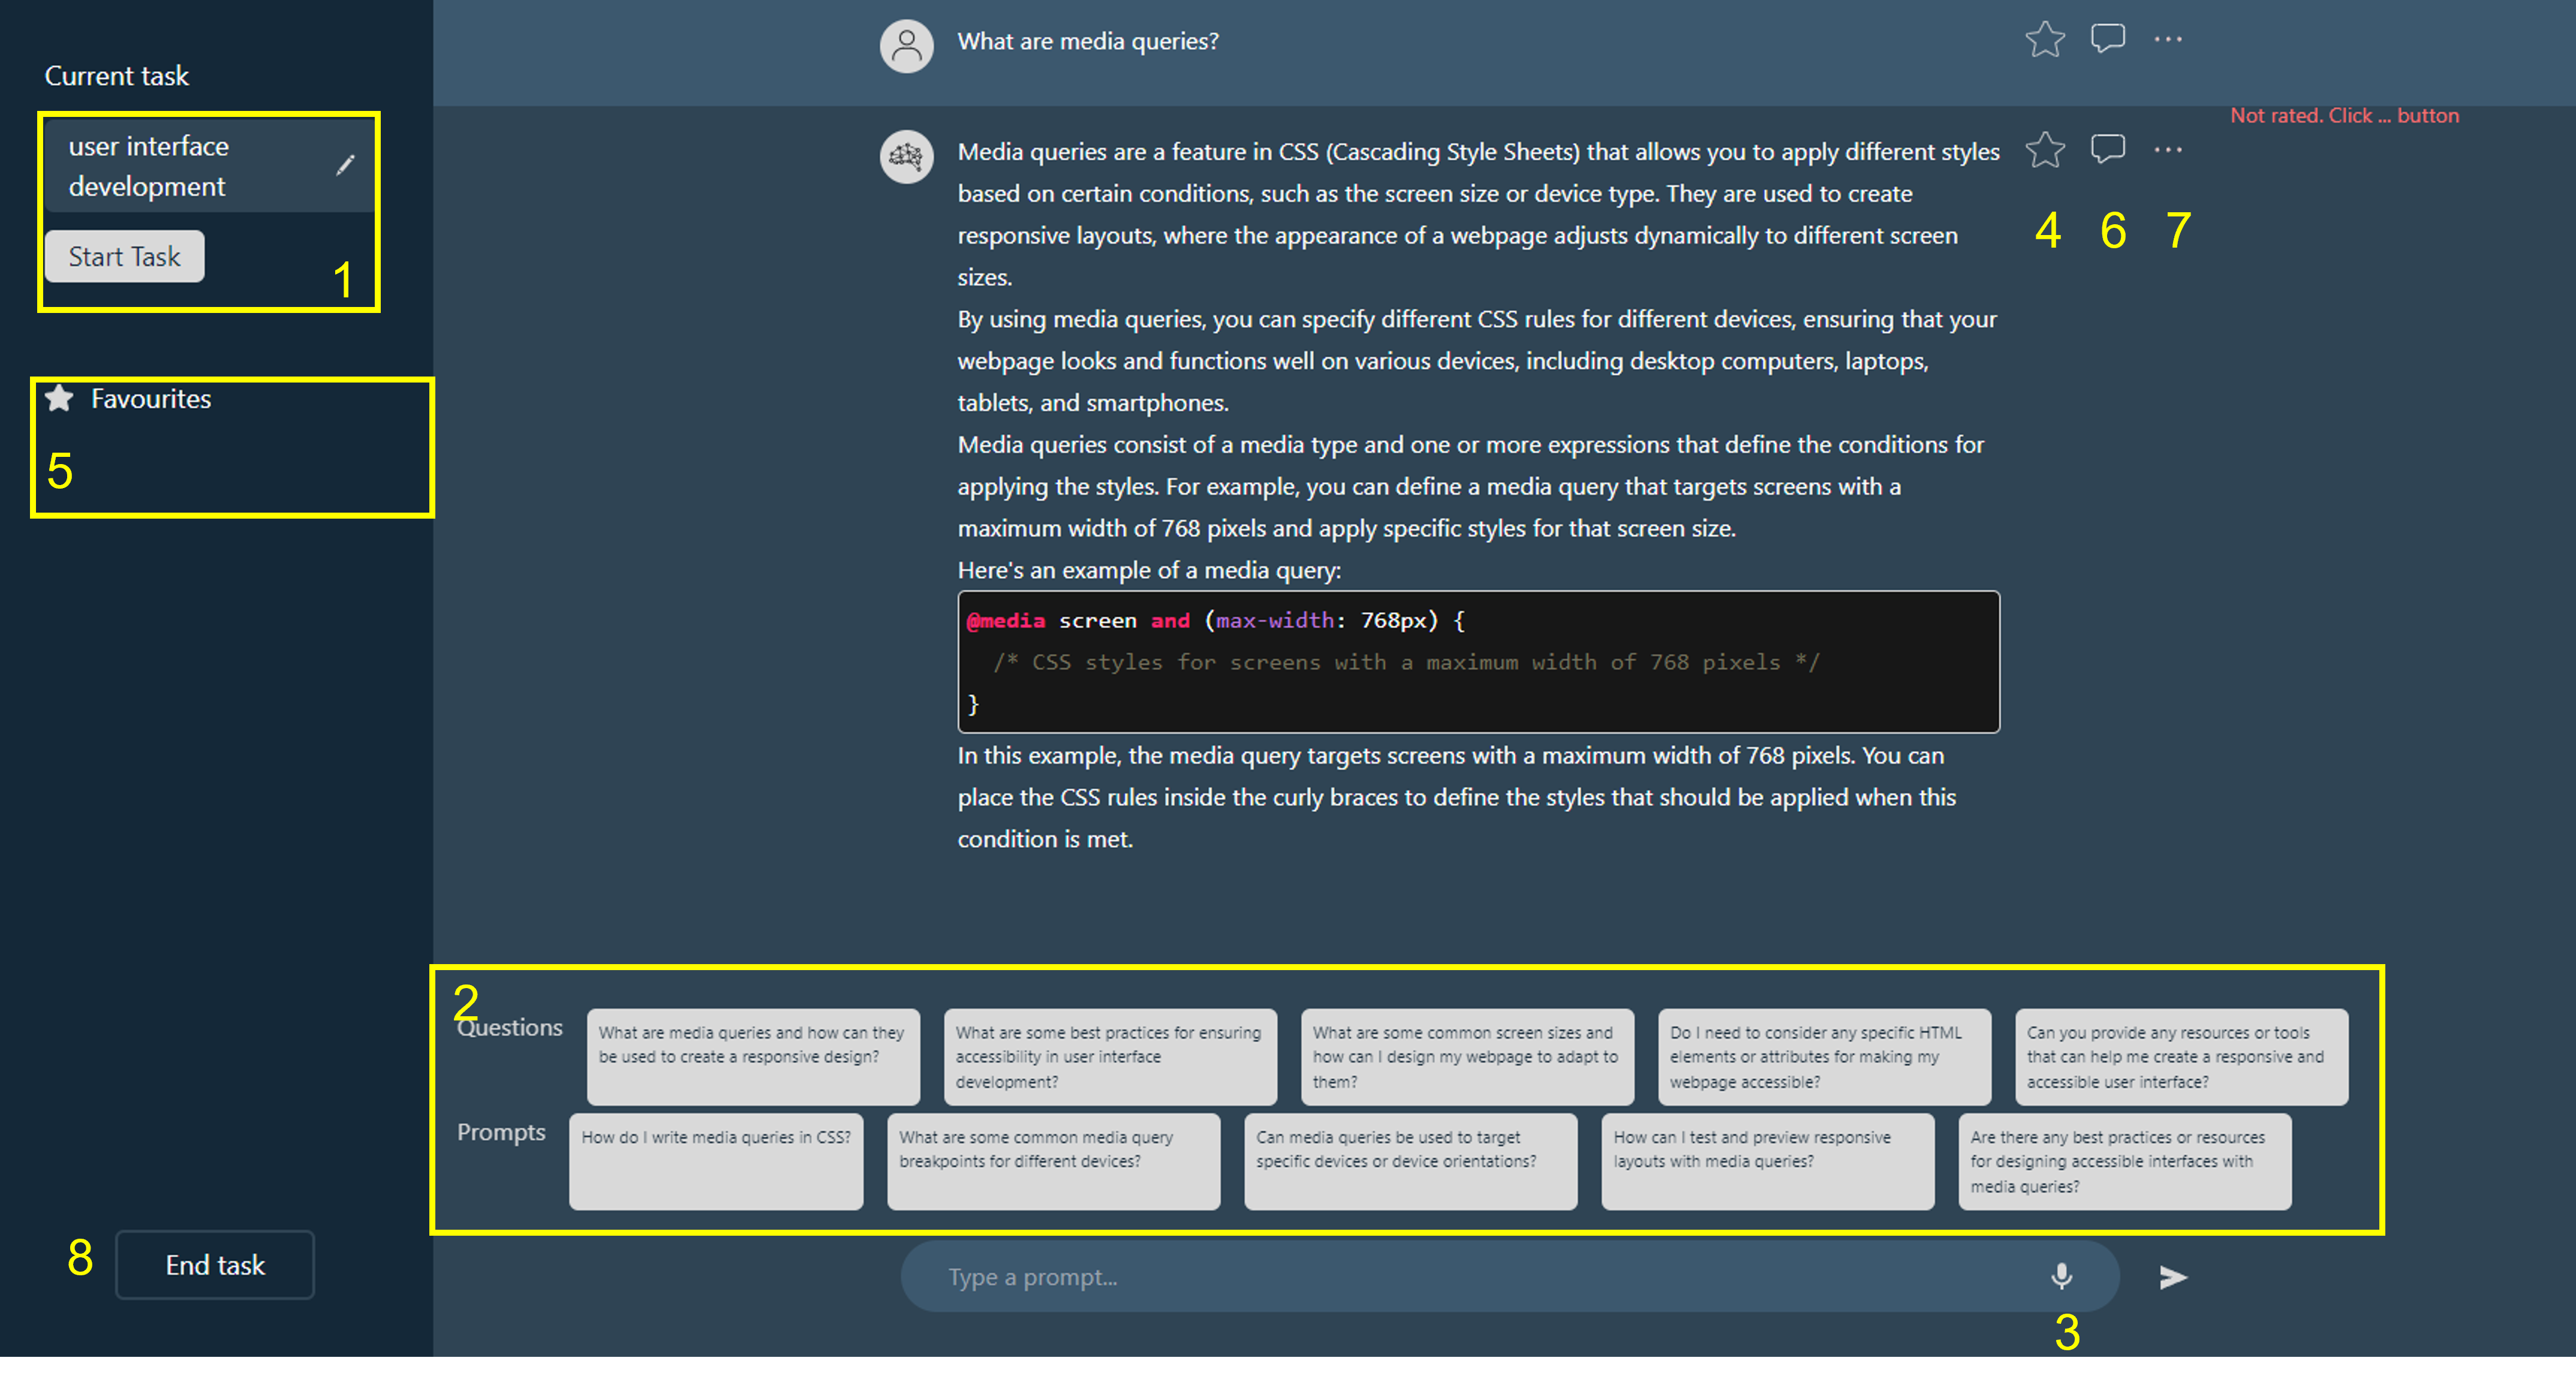 Current task
user interface
development
Start Task
1
Favourites
5
8
End task
What are media queries?
Not rated. Click ... button
Media queries are a feature in CSS (Cascading Style Sheets) that allows you to apply different styles
based on certain conditions, such as the screen size or device type. They are used to create
responsive layouts, where the appearance of a webpage adjusts dynamically to different screen
sizes.
4 6 7
By using media queries, you can specify different CSS rules for different devices, ensuring that your
webpage looks and functions well on various devices, including desktop computers, laptops,
tablets, and smartphones.
Media queries consist of a media type and one or more expressions that define the conditions for
applying the styles. For example, you can define a media query that targets screens with a
maximum width of 768 pixels and apply specific styles for that screen size.
Here's an example of a media query:
@media screen and (max-width: 768px) {
/* CSS styles for screens with a maximum width of 768 pixels */
}
In this example, the media query targets screens with a maximum width of 768 pixels. You can
place the CSS rules inside the curly braces to define the styles that should be applied when this
condition is met.
2
Questions
What are media queries and how can they
be used to create a responsive design?
What are some best practices for ensuring
accessibility in user interface
development?
What are some common screen sizes and
how can I design my webpage to adapt to
them?
Do I need to consider any specific HTML
elements or attributes for making my
webpage accessible?
Can you provide any resources or tools
that can help me create a responsive and
accessible user interface?
Prompts
How do I write media queries in CSS?
What are some common media query
breakpoints for different devices?
Can media queries be used to target
specific devices or device orientations?
How can I test and preview responsive
layouts with media queries?
Are there any best practices or resources
for designing accessible interfaces with
media queries?
Type a prompt...
3